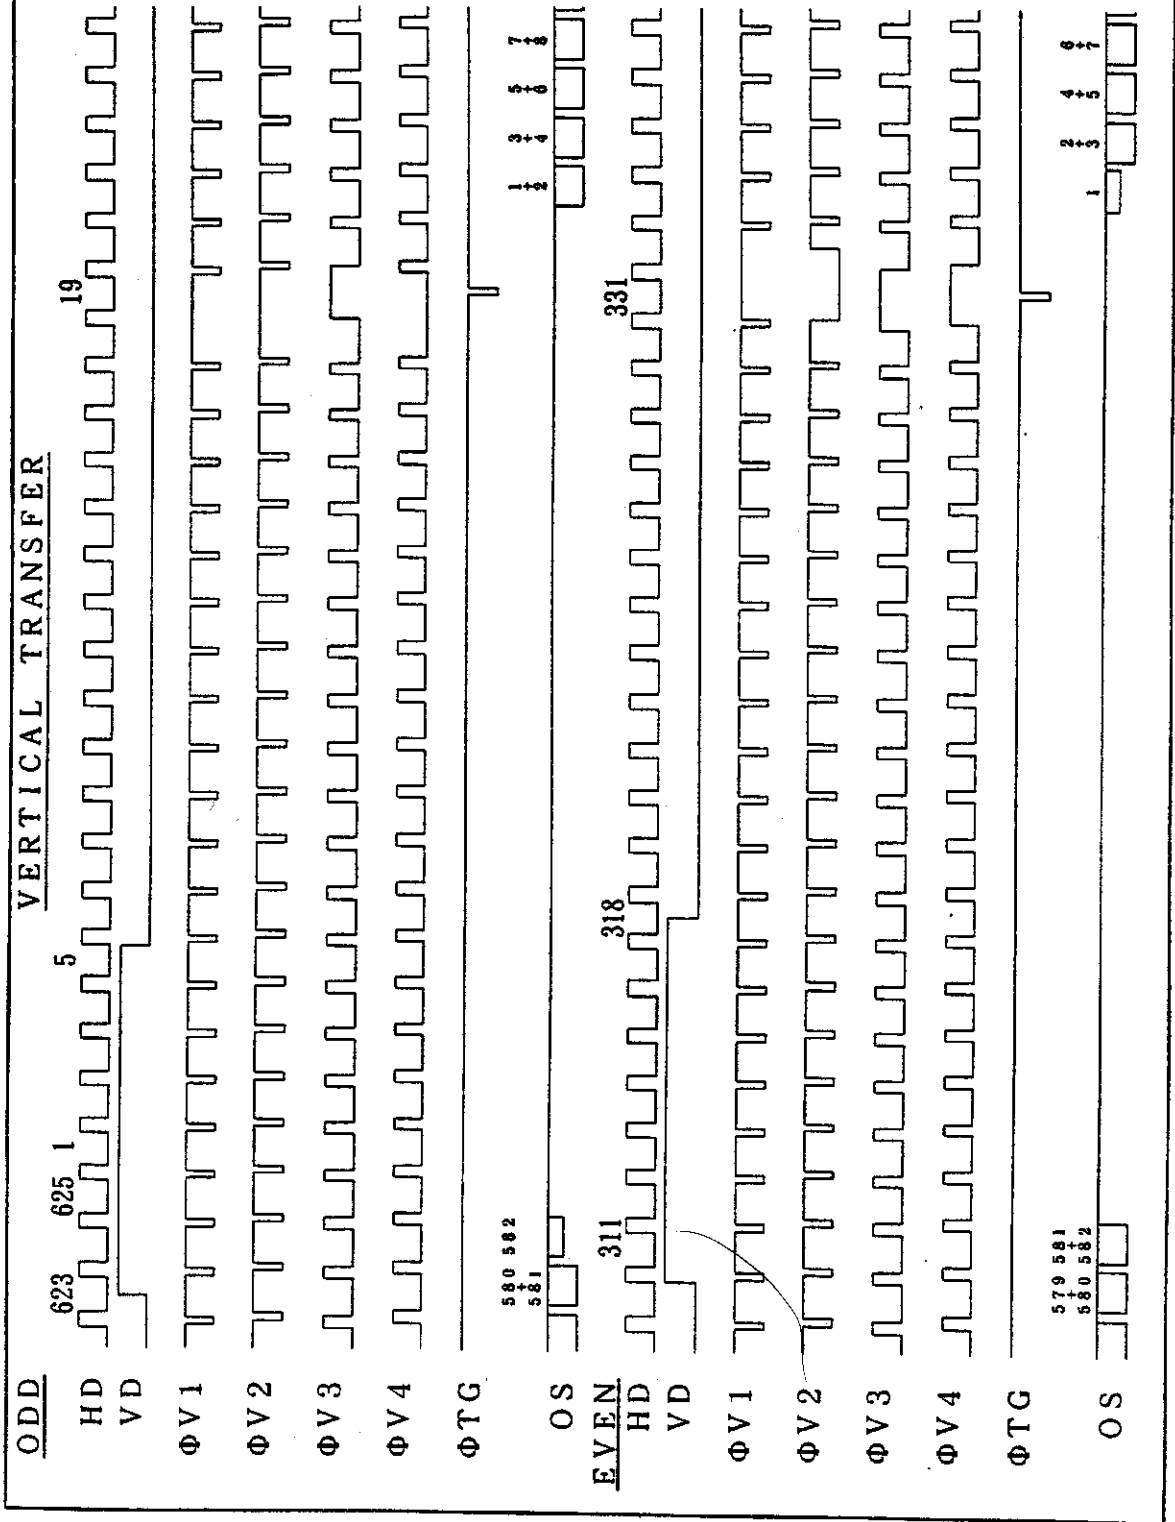 VERTICAL TRANSFER
ODD
623 625 1 5 19
HD
VD
ΦV1
ΦV2
ΦV3
ΦV4
ΦTG
580+581 582 1+2 3+4 5+6 7+8
OS
EVEN
311 318 331
HD
VD
ΦV1
ΦV2
ΦV3
ΦV4
ΦTG
579+580 581+582 1 2+3 4+5 6+7
OS